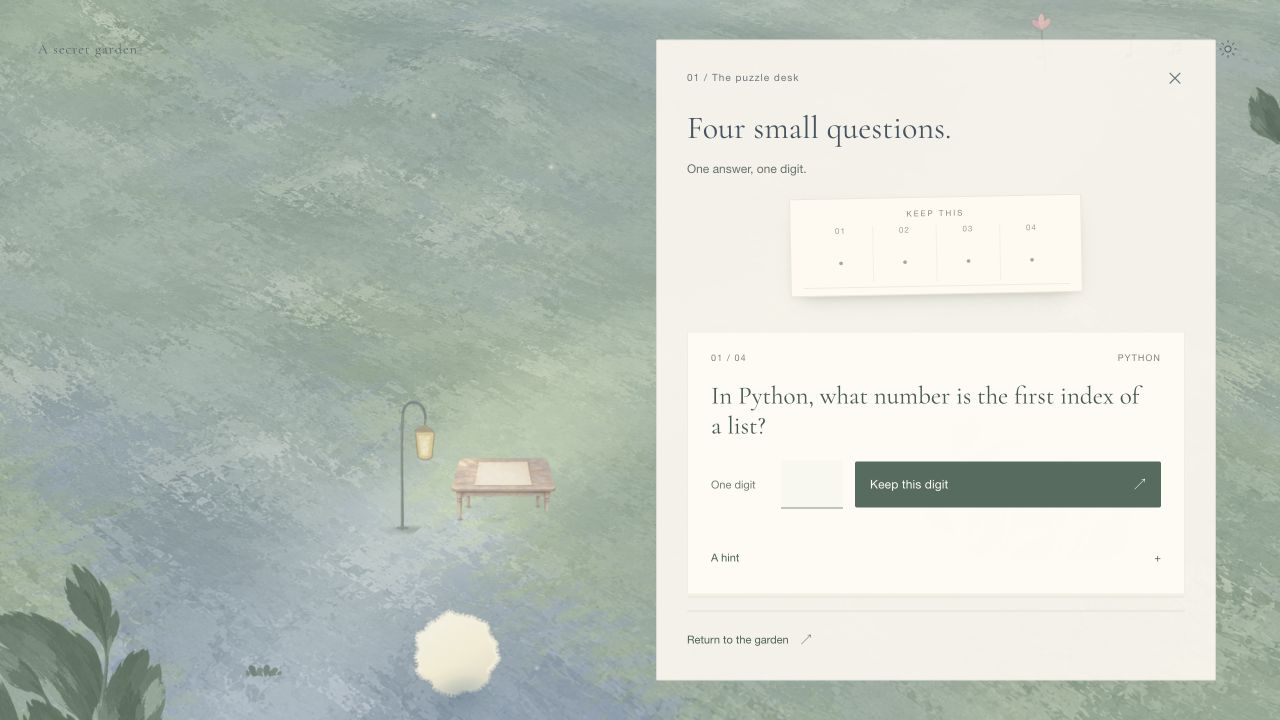 A secret garden
01 / The puzzle desk
Four small questions.
One answer, one digit.
KEEP THIS
01 02 03 04
01 / 04 PYTHON
In Python, what number is the first index of
a list?
One digit Keep this digit
A hint +
Return to the garden